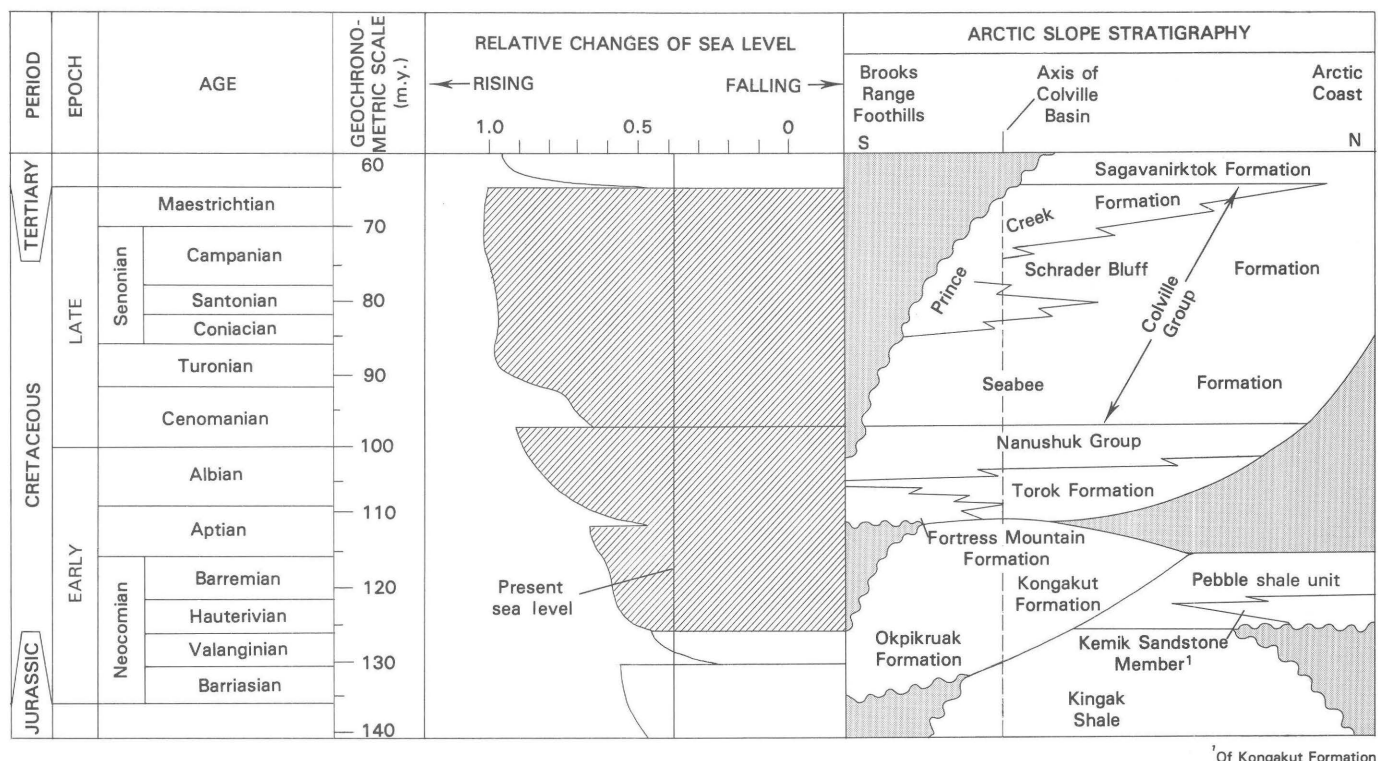 PERIOD
EPOCH
AGE
GEOCHRONO-
METRIC SCALE
(m.y.)
RELATIVE CHANGES OF SEA LEVEL
RISING
FALLING
1.0
0.5
0
ARCTIC SLOPE STRATIGRAPHY
Brooks
Range
Foothills
S
Axis of
Colville
Basin
Arctic
Coast
N
TERTIARY
CRETACEOUS
JURASSIC
LATE
EARLY
Senonian
Neocomian
Maestrichtian
Campanian
Santonian
Coniacian
Turonian
Cenomanian
Albian
Aptian
Barremian
Hauterivian
Valanginian
Barriasian
60
70
80
90
100
110
120
130
140
Present
sea level
Sagavanirktok Formation
Prince Creek Formation
Schrader Bluff Formation
Colville
Group
Seabee Formation
Nanushuk Group
Torok Formation
Fortress Mountain
Formation
Kongakut
Formation
Pebble shale unit
Okpikruak
Formation
Kemik Sandstone
Member¹
Kingak
Shale
¹Of Kongakut Formation